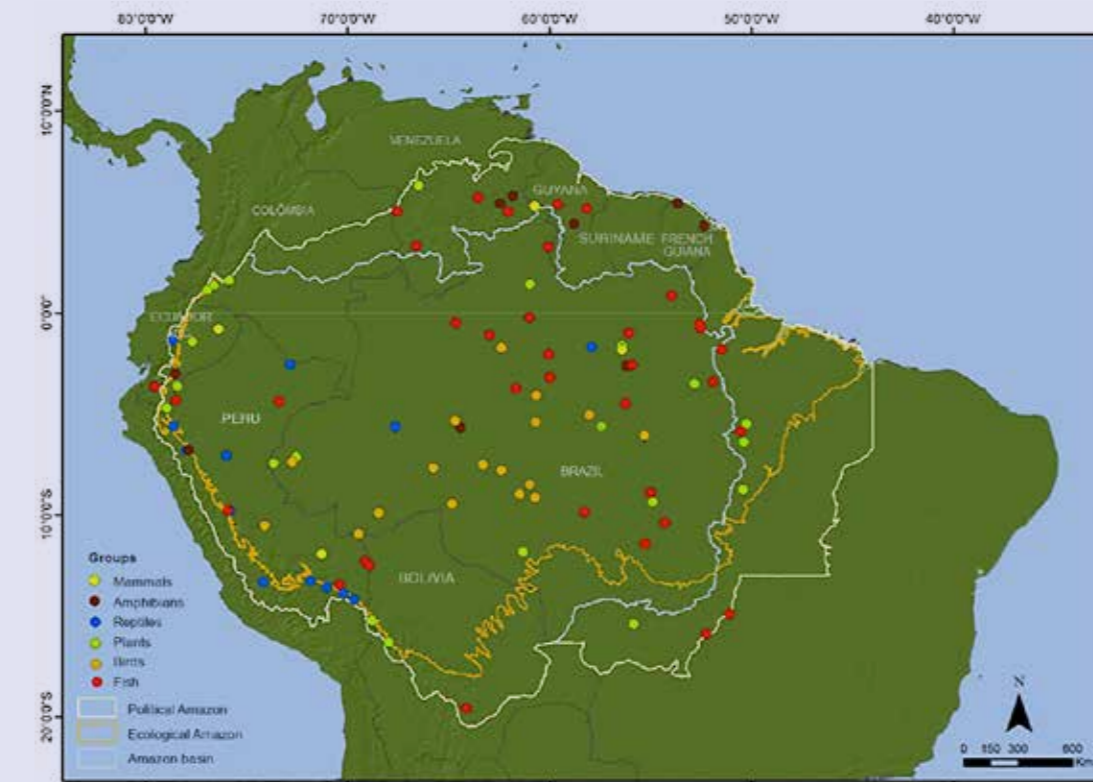 80°0'0"W 70°0'0"W 60°0'0"W 50°0'0"W 40°0'0"W
10°0'0"N
0°0'0"
10°0'0"S
20°0'0"S
VENEZUELA
GUYANA
COLÔMBIA
SURINAME FRENCH
GUIANA
ECUADOR
PERU
BRAZIL
BOLIVIA
Groups
Mammals
Amphibians
Reptiles
Plants
Birds
Fish
Political Amazon
Ecological Amazon
Amazon basin
N
0 150 300 600
Km